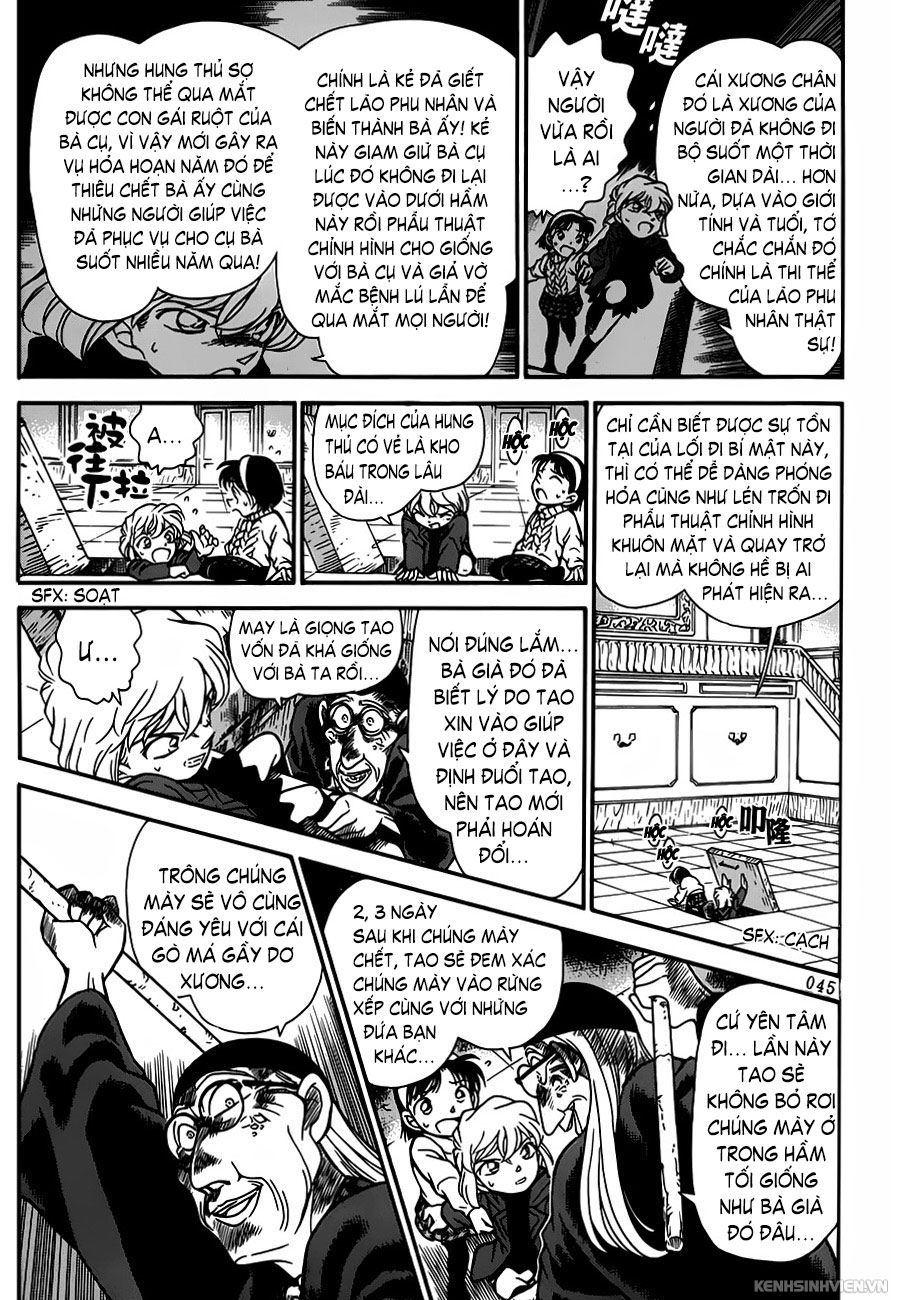 噠
噠
CÁI XƯƠNG CHÂN
ĐÓ LÀ XƯƠNG CỦA
NGƯỜI ĐÃ KHÔNG ĐI
BỘ SUỐT MỘT THỜI
GIAN DÀI... HƠN
NỮA, DỰA VÀO GIỚI
TÍNH VÀ TUỔI, TỚ
CHẮC CHẮN ĐÓ
CHÍNH LÀ THI THỂ
CỦA LÃO PHU
NHÂN THẬT
SỰ!
VẬY
NGƯỜI
VỪA RỒI
LÀ AI
...?
CHÍNH LÀ KẺ ĐÃ GIẾT
CHẾT LÃO PHU NHÂN VÀ
BIẾN THÀNH BÀ ẤY! KẺ
NÀY GIAM GIỮ BÀ CỤ
LÚC ĐÓ KHÔNG ĐI LẠI
ĐƯỢC VÀO DƯỚI HẦM
NÀY RỒI PHẪU THUẬT
CHỈNH HÌNH CHO GIỐNG
VỚI BÀ CỤ VÀ GIẢ VỜ
MẮC BỆNH LÚ LẪN ĐỂ
QUA MẮT MỌI NGƯỜI!
NHƯNG HUNG THỦ SỢ
KHÔNG THỂ QUA MẮT
ĐƯỢC CON GÁI RUỘT CỦA
BÀ CỤ, VÌ VẬY MỚI GÂY RA
VỤ HỎA HOẠN NĂM ĐÓ ĐỂ
THIÊU CHẾT BÀ ẤY CÙNG
NHỮNG NGƯỜI GIÚP VIỆC
ĐÃ PHỤC VỤ CHO CỤ BÀ
SUỐT NHIỀU NĂM QUA!
CHỈ CẦN BIẾT ĐƯỢC SỰ TỒN
TẠI CỦA LỐI ĐI BÍ MẬT NÀY,
THÌ CÓ THỂ DỄ DÀNG PHÓNG
HỎA CŨNG NHƯ LÉN TRỐN ĐI
PHẪU THUẬT CHỈNH HÌNH
KHUÔN MẶT VÀ QUAY TRỞ
LẠI MÀ KHÔNG HỀ BỊ AI
PHÁT HIỆN RA...
HỘC
HỘC
HỘC
HỘC
叩隆
SFX: CẠCH
HỘC
HỘC
MỤC ĐÍCH CỦA HUNG
THỦ CÓ VẺ LÀ KHO
BÁU TRONG LÂU
ĐÀI...
A...
被往下拉
SFX: SOẠT
NÓI ĐÚNG LẮM...
BÀ GIÀ ĐÓ ĐÃ
BIẾT LÝ DO TAO
XIN VÀO GIÚP
VIỆC Ở ĐÂY VÀ
ĐỊNH ĐUỔI TAO,
NÊN TAO MỚI
PHẢI HOÁN
ĐỔI...
MAY LÀ GIỌNG TAO
VỐN ĐÃ KHÁ GIỐNG
VỚI BÀ TA RỒI...
Ư...
045
CỨ YÊN TÂM
ĐI... LẦN NÀY
TAO SẼ
KHÔNG BỎ RƠI
CHÚNG MÀY Ở
TRONG HẦM
TỐI GIỐNG
NHƯ BÀ GIÀ
ĐÓ ĐÂU...
2, 3 NGÀY
SAU KHI CHÚNG MÀY
CHẾT, TAO SẼ ĐEM XÁC
CHÚNG MÀY VÀO RỪNG
XẾP CÙNG VỚI NHỮNG
ĐỨA BẠN
KHÁC...
TRÔNG CHÚNG
MÀY SẼ VÔ CÙNG
ĐÁNG YÊU VỚI CÁI
GÒ MÁ GẦY DƠ
XƯƠNG...
KENHSINHVIEN.VN